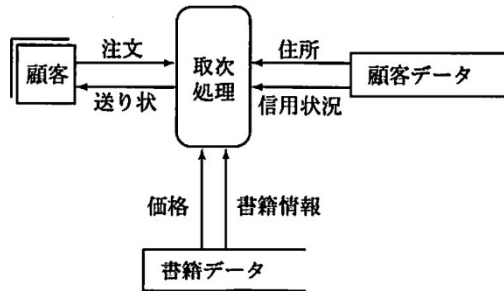 注文
住所
顧客
取次
処理
顧客データ
送り状
信用状況
価格
書籍情報
書籍データ